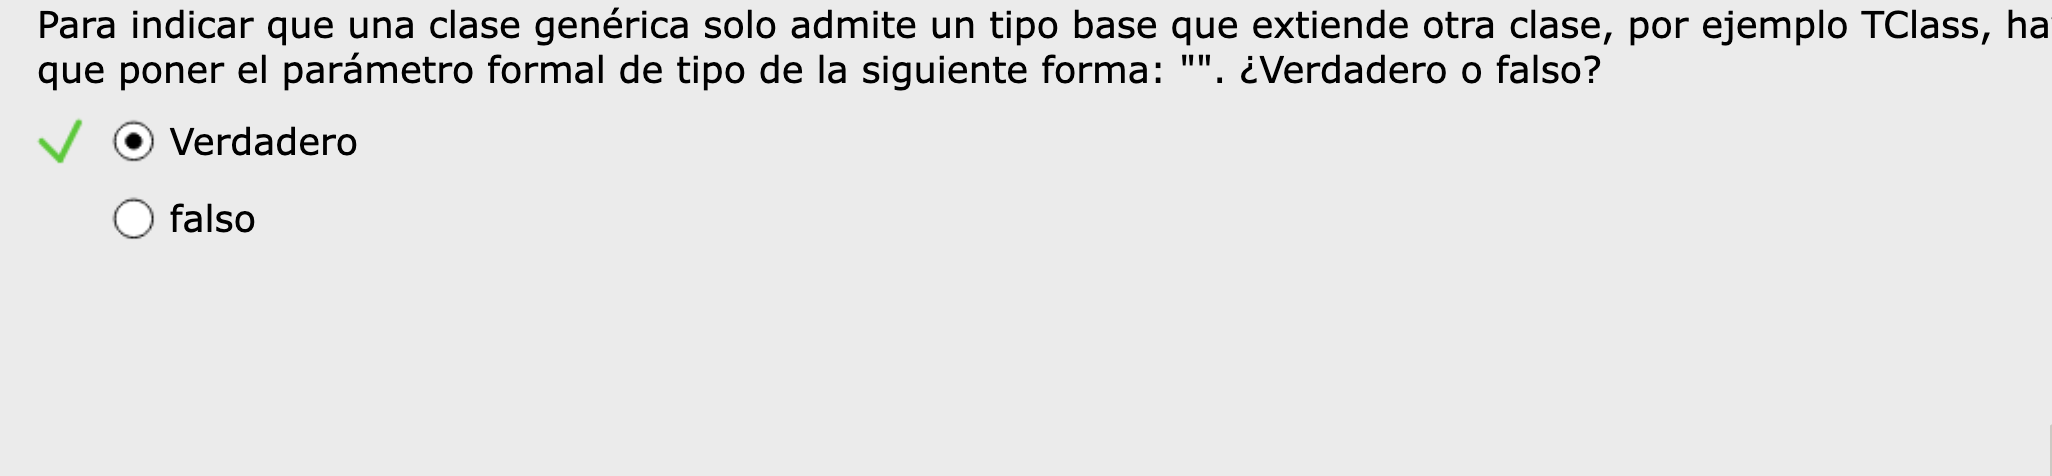 Para indicar que una clase genérica solo admite un tipo base que extiende otra clase, por ejemplo TClass, ha
que poner el parámetro formal de tipo de la siguiente forma: "". ¿Verdadero o falso?
Verdadero
falso